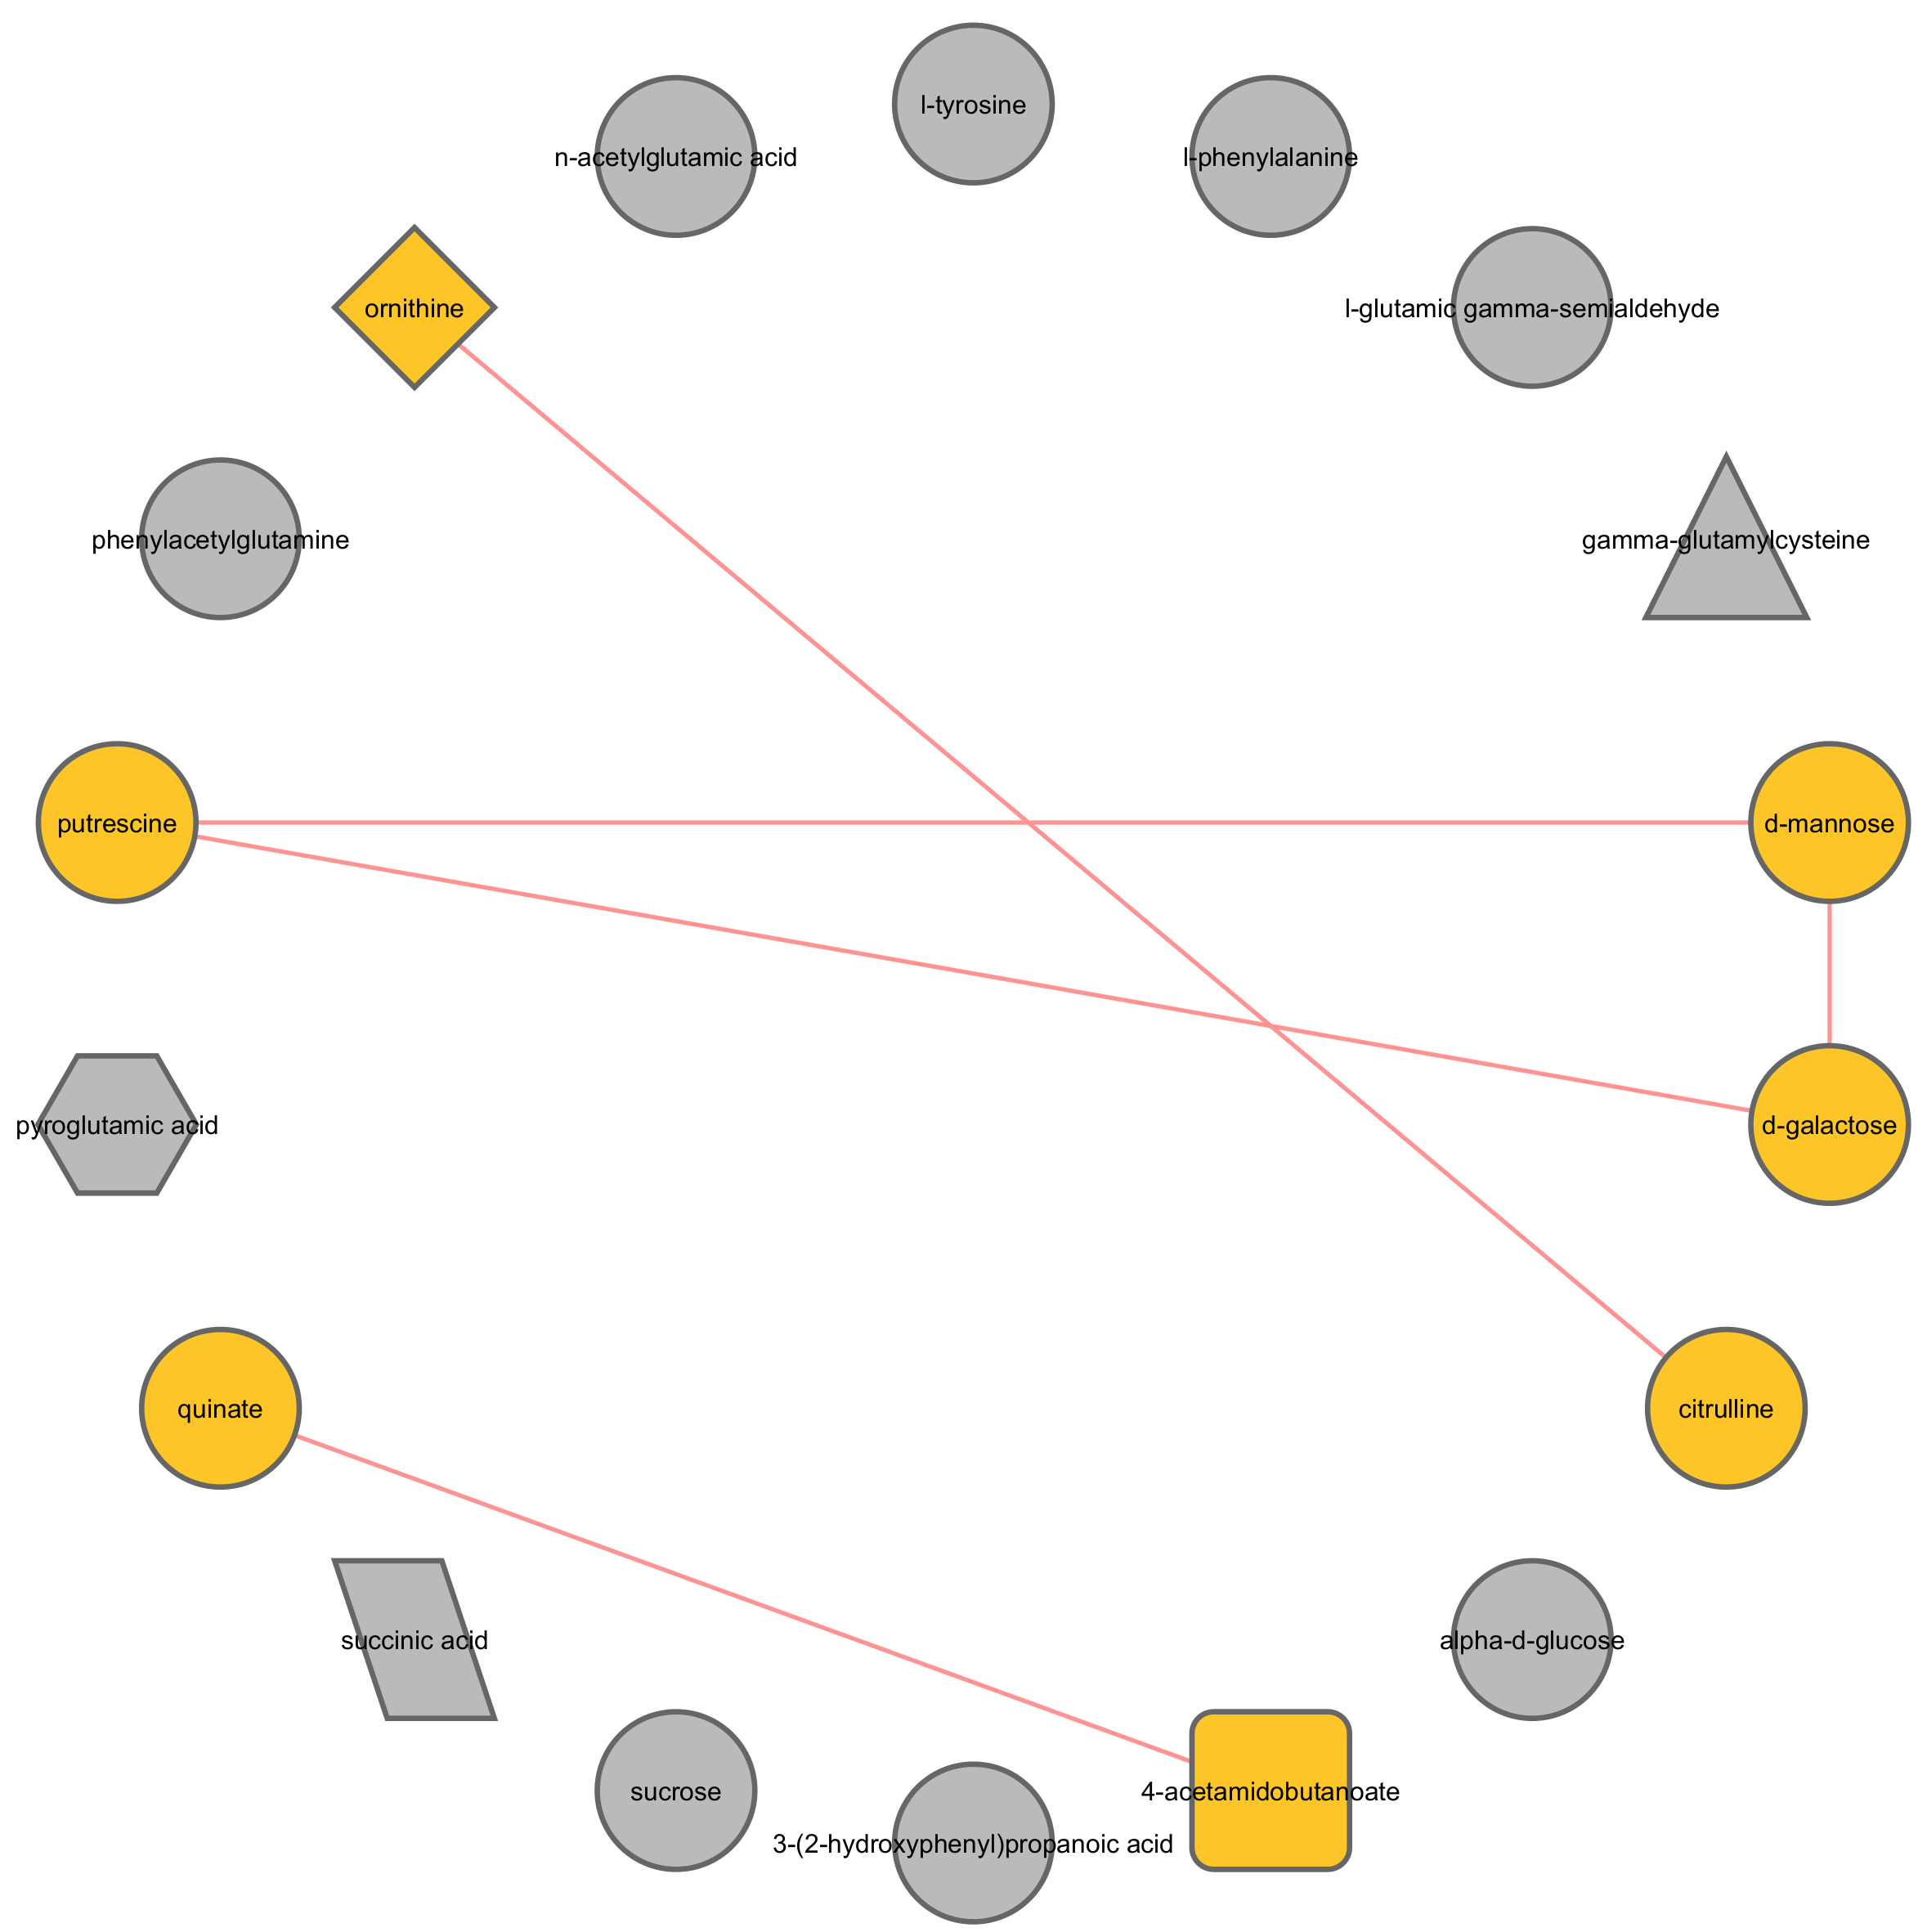 l-tyrosine
n-acetylglutamic acid
l-phenylalanine
ornithine
l-glutamic gamma-semialdehyde
phenylacetylglutamine
gamma-glutamylcysteine
putrescine
d-mannose
pyroglutamic acid
d-galactose
quinate
citrulline
succinic acid
alpha-d-glucose
sucrose
4-acetamidobutanoate
3-(2-hydroxyphenyl)propanoic acid